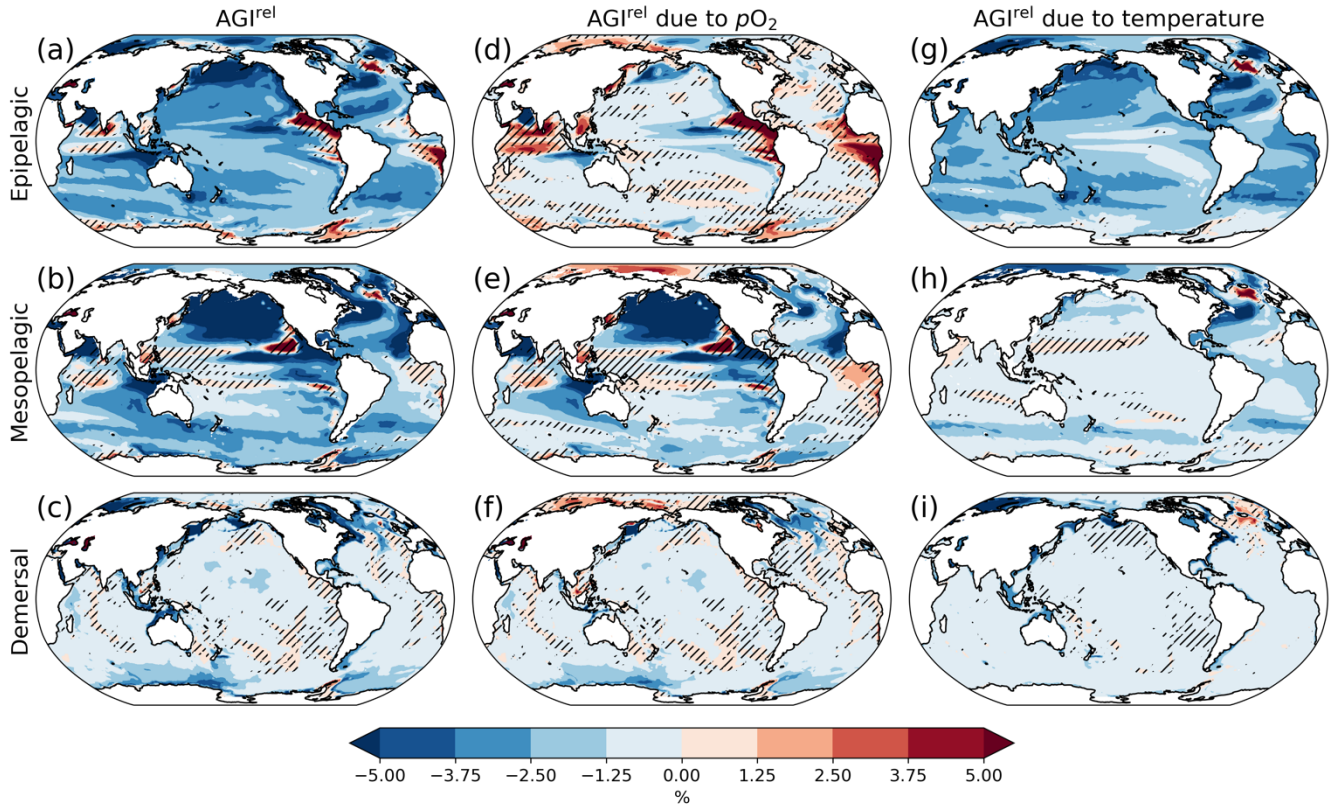 AGI^rel
AGI^rel due to pO₂
AGI^rel due to temperature
Epipelagic
(a)
(d)
(g)
Mesopelagic
(b)
(e)
(h)
Demersal
(c)
(f)
(i)
−5.00 −3.75 −2.50 −1.25 0.00 1.25 2.50 3.75 5.00
%